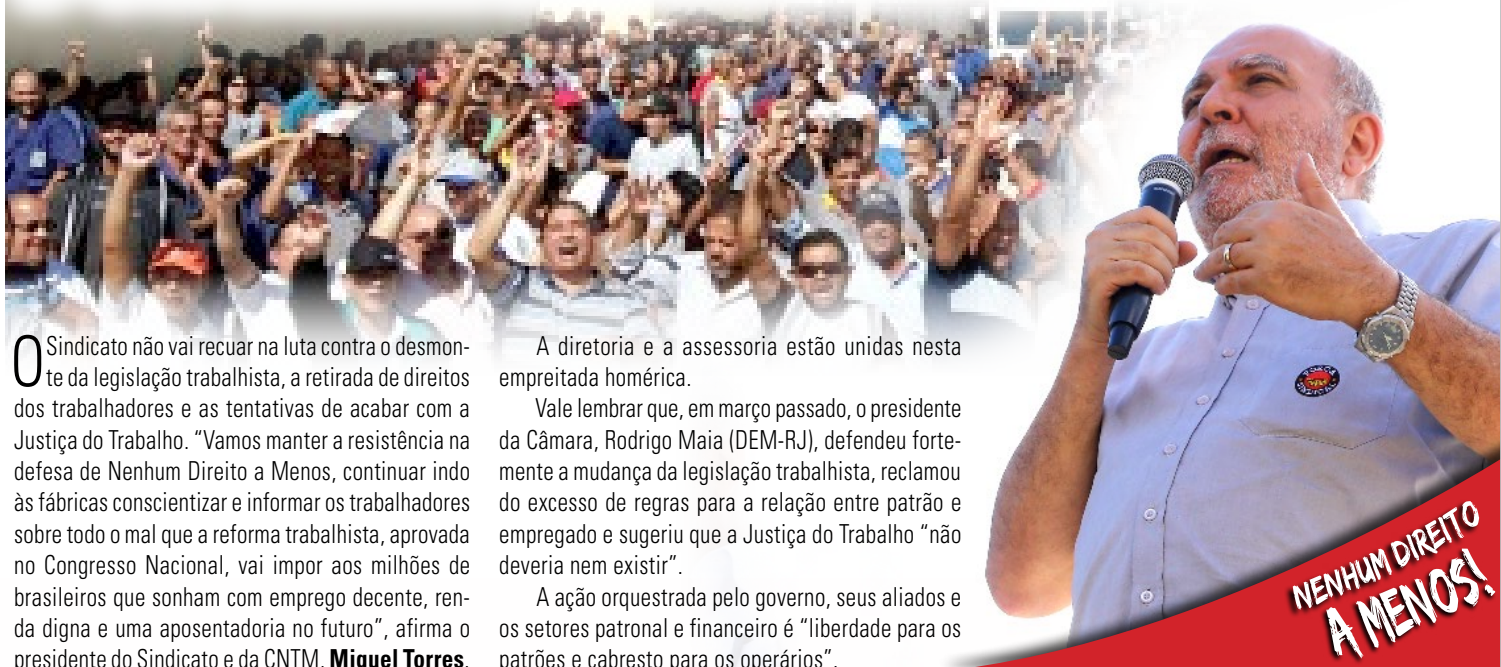 O Sindicato não vai recuar na luta contra o desmon-
te da legislação trabalhista, a retirada de direitos
dos trabalhadores e as tentativas de acabar com a
Justiça do Trabalho. “Vamos manter a resistência na
defesa de Nenhum Direito a Menos, continuar indo
às fábricas conscientizar e informar os trabalhadores
sobre todo o mal que a reforma trabalhista, aprovada
no Congresso Nacional, vai impor aos milhões de
brasileiros que sonham com emprego decente, ren-
da digna e uma aposentadoria no futuro”, afirma o
presidente do Sindicato e da CNTM, Miguel Torres.
A diretoria e a assessoria estão unidas nesta
empreitada homérica.
Vale lembrar que, em março passado, o presidente
da Câmara, Rodrigo Maia (DEM-RJ), defendeu forte-
mente a mudança da legislação trabalhista, reclamou
do excesso de regras para a relação entre patrão e
empregado e sugeriu que a Justiça do Trabalho “não
deveria nem existir”.
A ação orquestrada pelo governo, seus aliados e
os setores patronal e financeiro é “liberdade para os
patrões e cabresto para os operários”.
FORÇA
SINDICAL
NENHUM DIREITO
A MENOS!